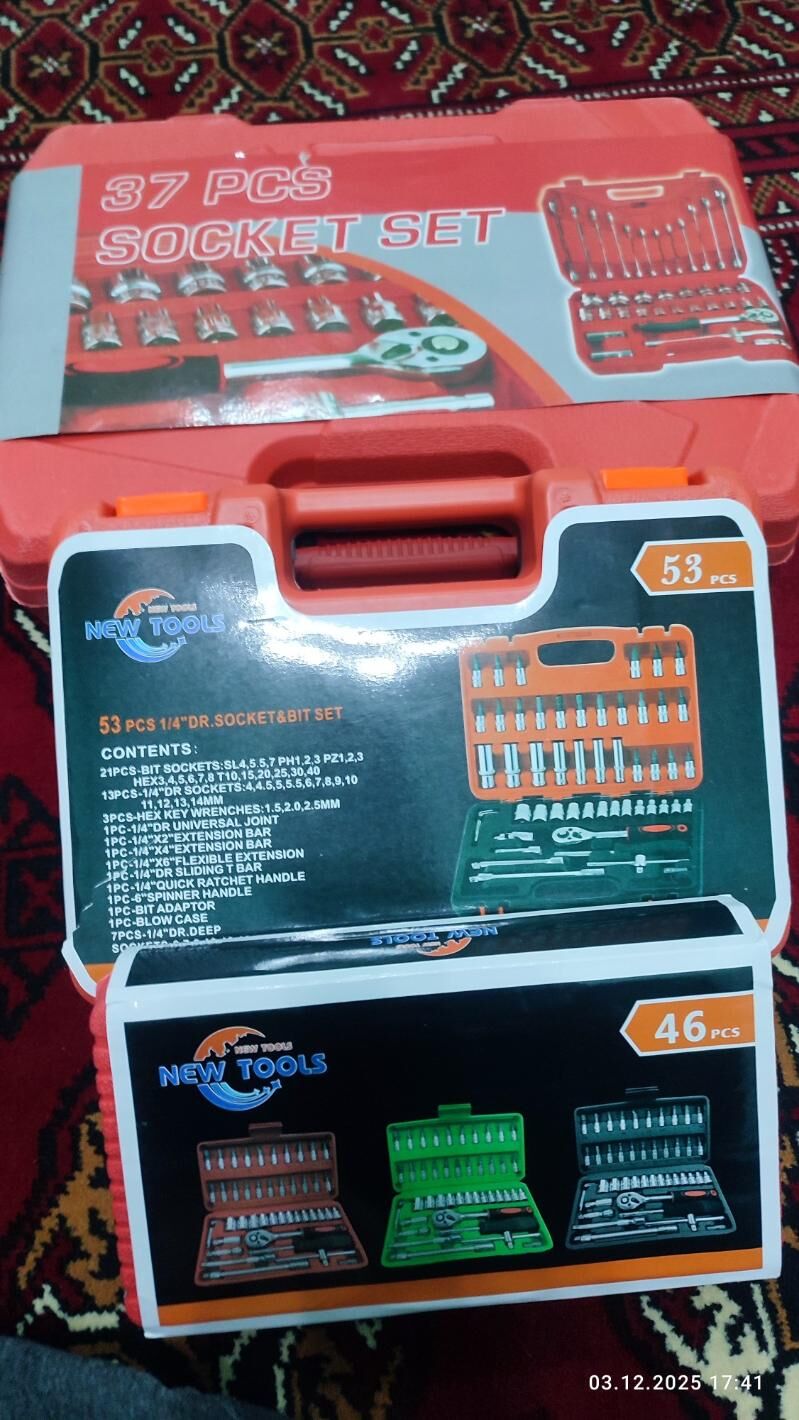 37 PCS
SOCKET SET
53 PCS
NEW TOOLS
NEW TOOLS
53 PCS 1/4"DR.SOCKET&BIT SET
CONTENTS:
21PCS-BIT SOCKETS:SL4,5.5,7 PH1,2,3 PZ1,2,3
HEX3,4,5,6,7,8 T10,15,20,25,30,40
13PCS-1/4"DR SOCKETS:4,4.5,5,5.5,6,7,8,9,10
11,12,13,14MM
3PCS-HEX KEY WRENCHES:1.5,2.0,2.5MM
1PC-1/4"DR UNIVERSAL JOINT
1PC-1/4"X2"EXTENSION BAR
1PC-1/4"X4"EXTENSION BAR
1PC-1/4"X6"FLEXIBLE EXTENSION
1PC-1/4"DR SLIDING T BAR
1PC-1/4"QUICK RATCHET HANDLE
1PC-6"SPINNER HANDLE
1PC-BIT ADAPTOR
1PC-BLOW CASE
7PCS-1/4"DR.DEEP
NEW TOOLS
46 PCS
NEW TOOLS
NEW TOOLS
03.12.2025 17:41